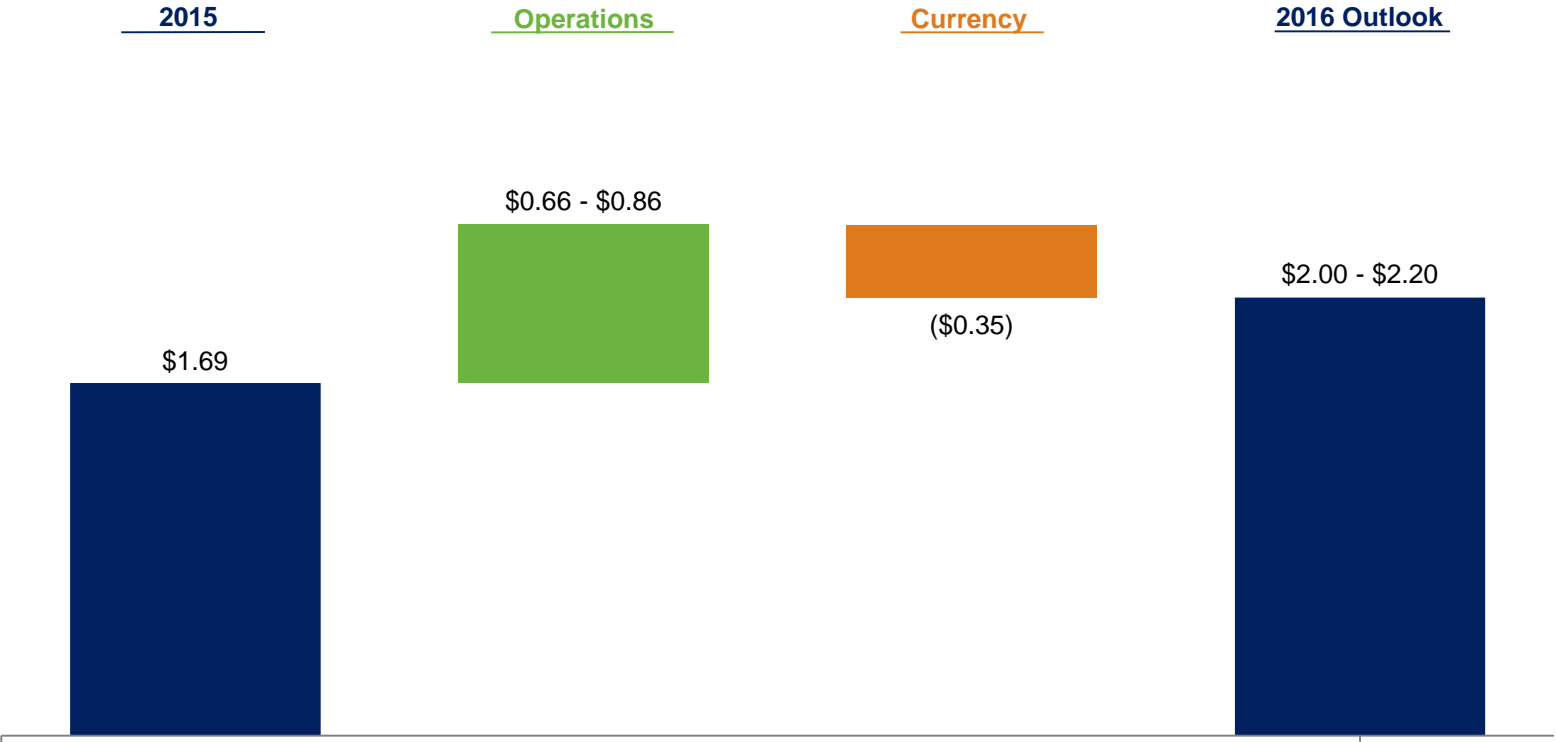 2015
Operations
Currency
2016 Outlook
$0.66 - $0.86
$2.00 - $2.20
($0.35)
$1.69